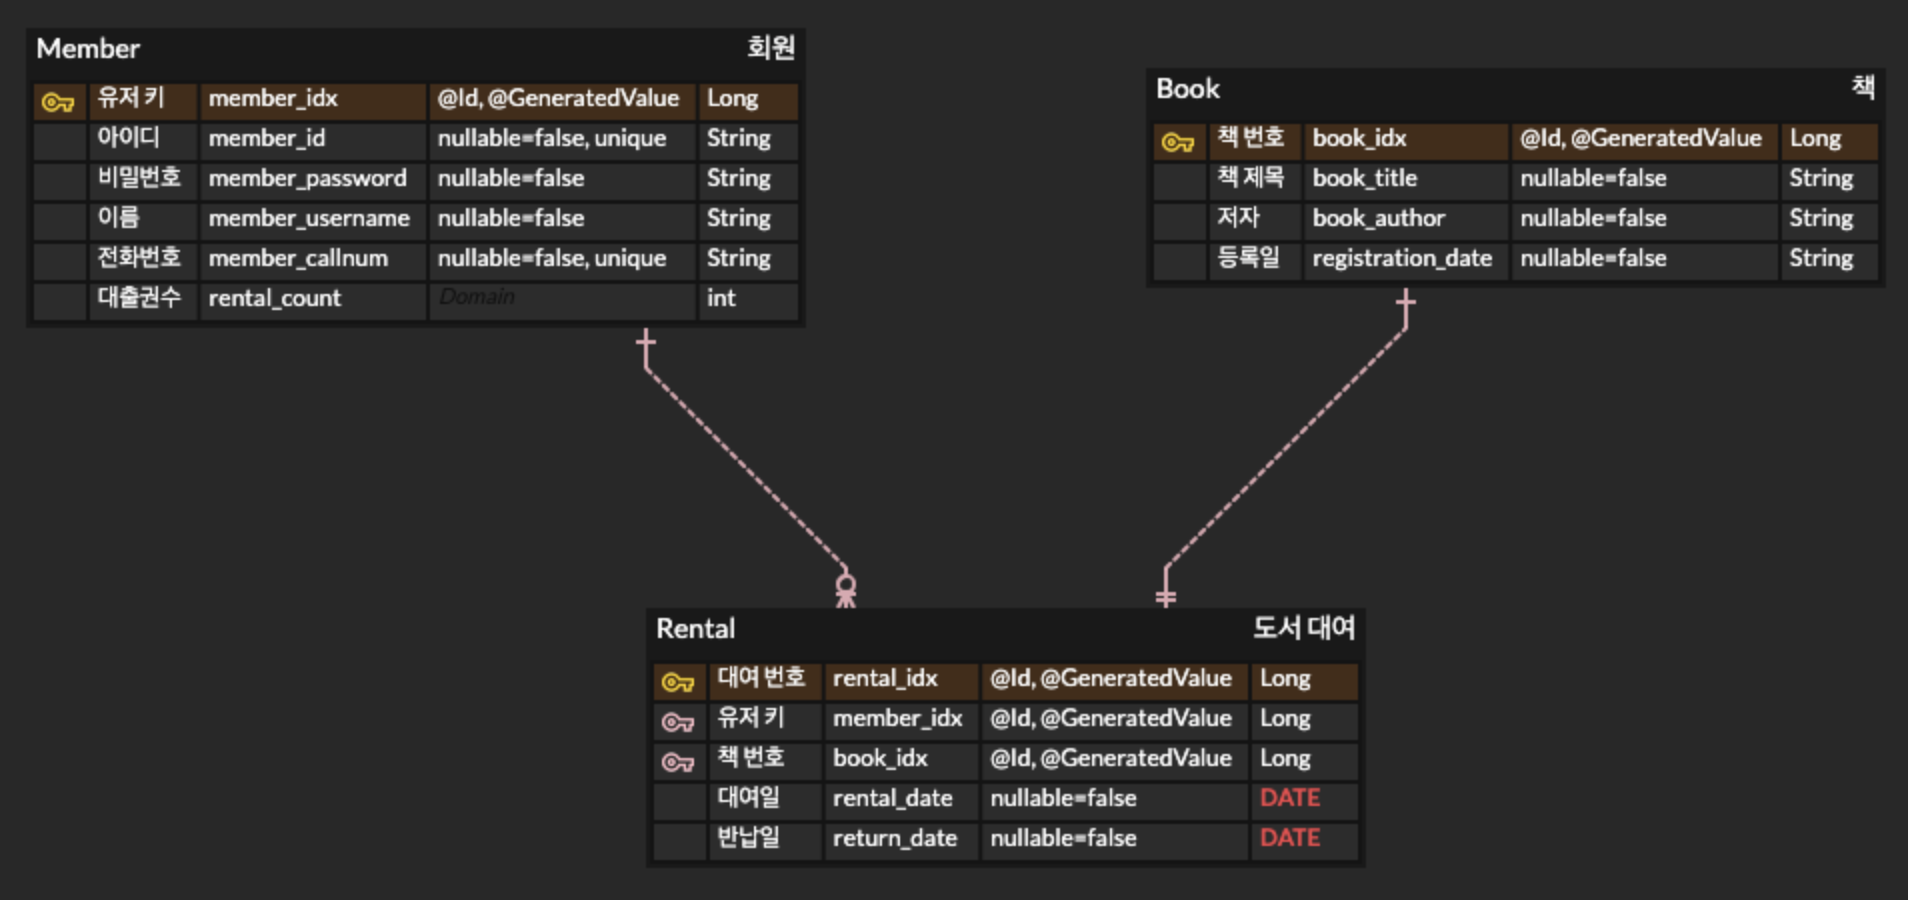 Member 회원
유저 키 member_idx @Id, @GeneratedValue Long
아이디 member_id nullable=false, unique String
비밀번호 member_password nullable=false String
이름 member_username nullable=false String
전화번호 member_callnum nullable=false, unique String
대출권수 rental_count Domain int
Book 책
책 번호 book_idx @Id, @GeneratedValue Long
책 제목 book_title nullable=false String
저자 book_author nullable=false String
등록일 registration_date nullable=false String
Rental 도서 대여
대여 번호 rental_idx @Id, @GeneratedValue Long
유저 키 member_idx @Id, @GeneratedValue Long
책 번호 book_idx @Id, @GeneratedValue Long
대여일 rental_date nullable=false DATE
반납일 return_date nullable=false DATE